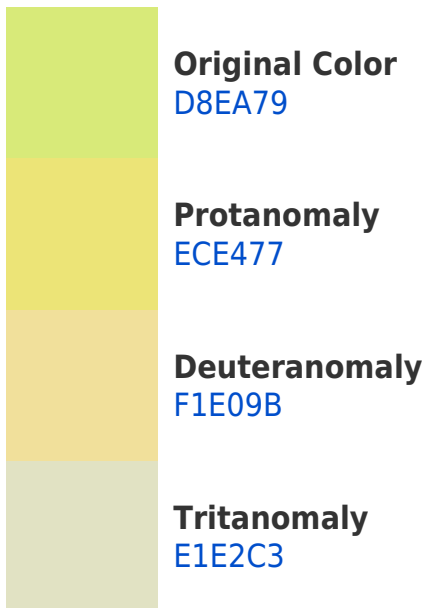 Original Color
D8EA79
Protanomaly
ECE477
Deuteranomaly
F1E09B
Tritanomaly
E1E2C3